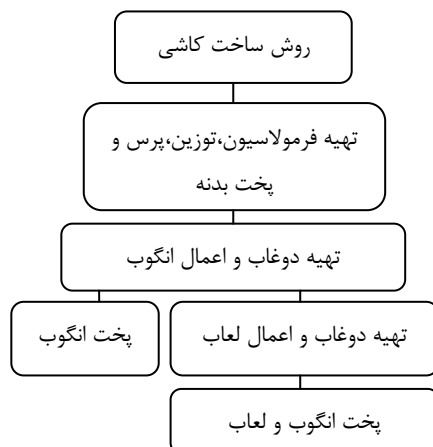 روش ساخت کاشی
تهیه فرمولاسیون،توزین،پرس و
پخت بدنه
تهیه دوغاب و اعمال انگوب
تهیه دوغاب و اعمال لعاب
پخت انگوب
پخت انگوب و لعاب